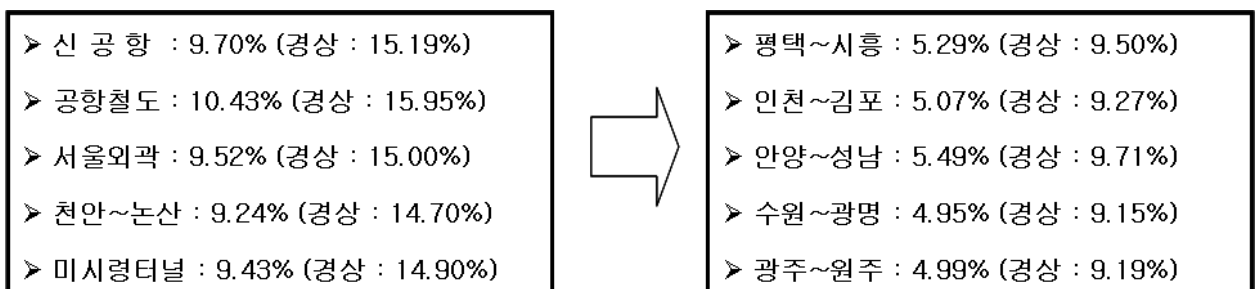 ➢ 신 공 항 : 9.70% (경상 : 15.19%)
➢ 공항철도 : 10.43% (경상 : 15.95%)
➢ 서울외곽 : 9.52% (경상 : 15.00%)
➢ 천안~논산 : 9.24% (경상 : 14.70%)
➢ 미시령터널 : 9.43% (경상 : 14.90%)
➢ 평택~시흥 : 5.29% (경상 : 9.50%)
➢ 인천~김포 : 5.07% (경상 : 9.27%)
➢ 안양~성남 : 5.49% (경상 : 9.71%)
➢ 수원~광명 : 4.95% (경상 : 9.15%)
➢ 광주~원주 : 4.99% (경상 : 9.19%)